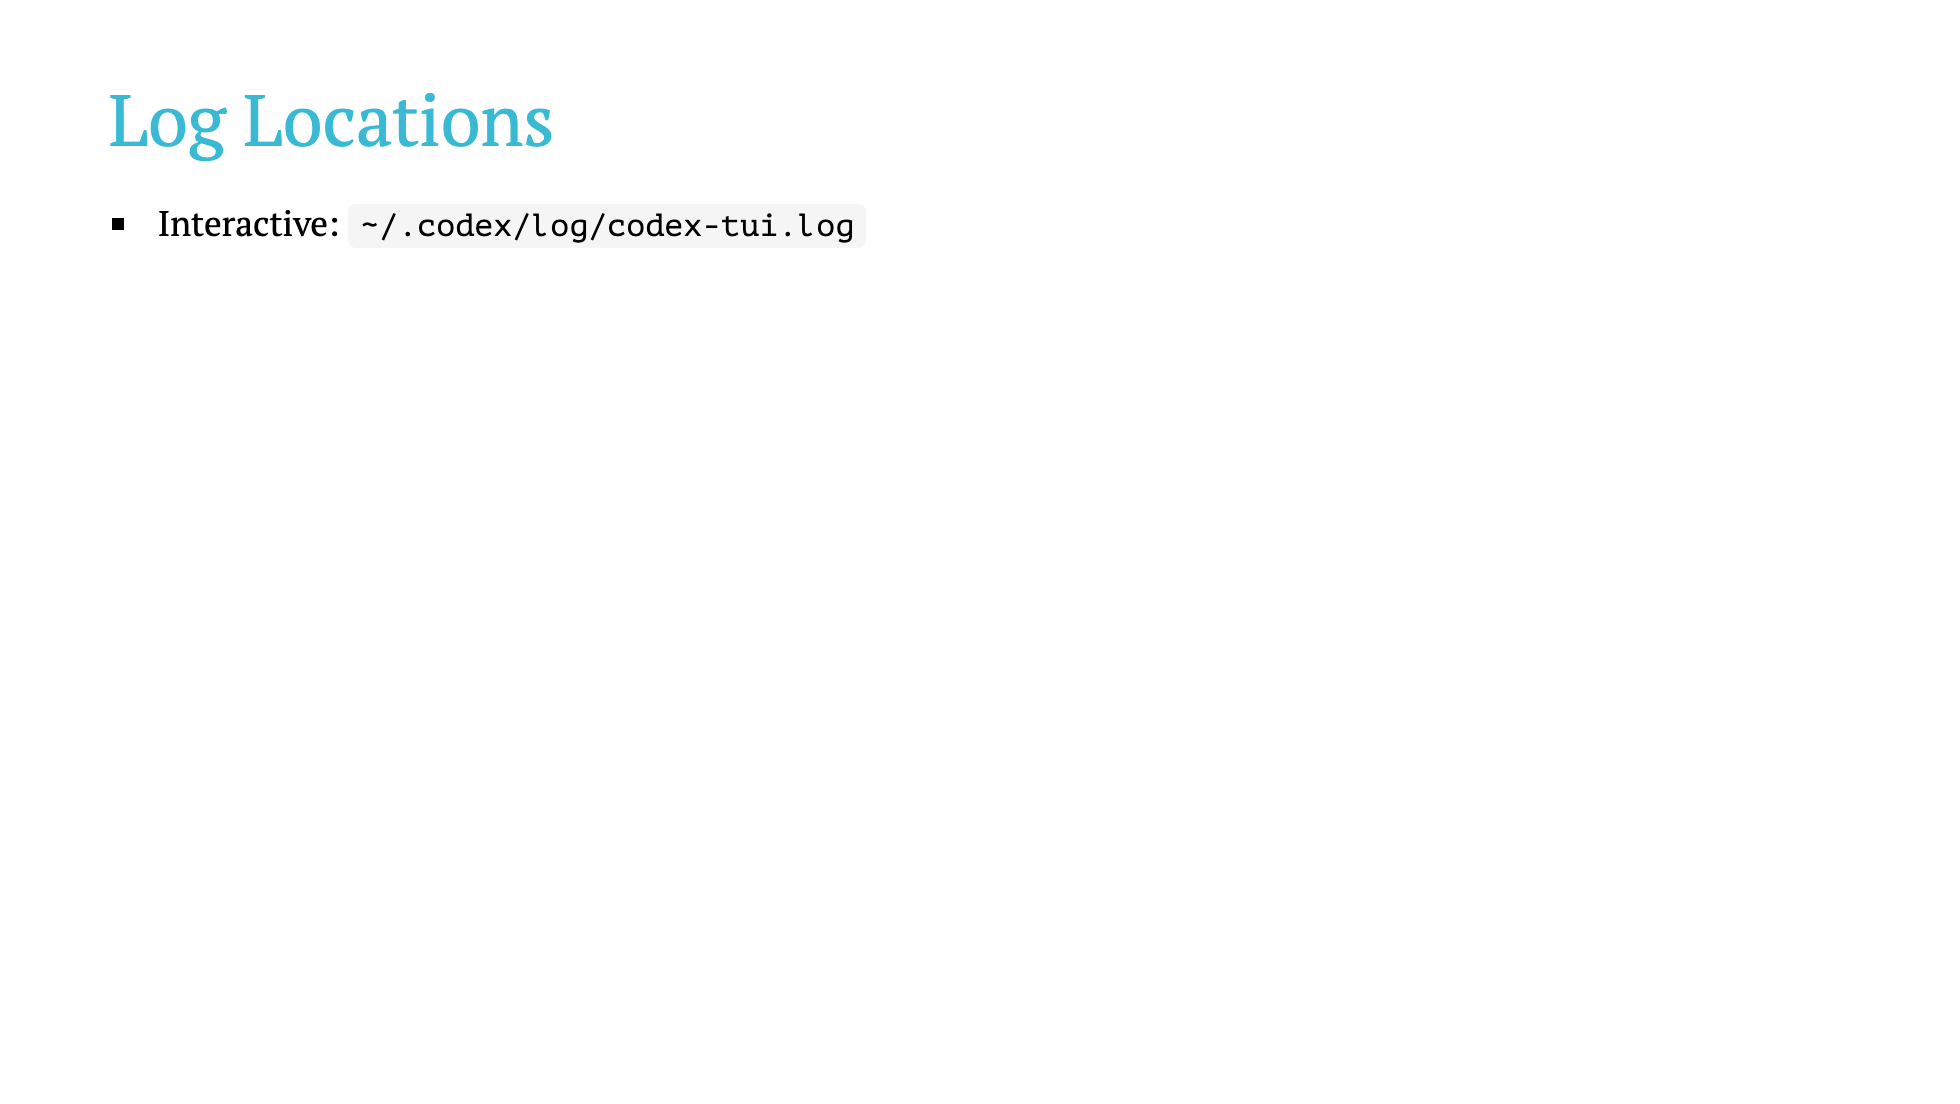 Log Locations
▪ Interactive: ~/.codex/log/codex-tui.log